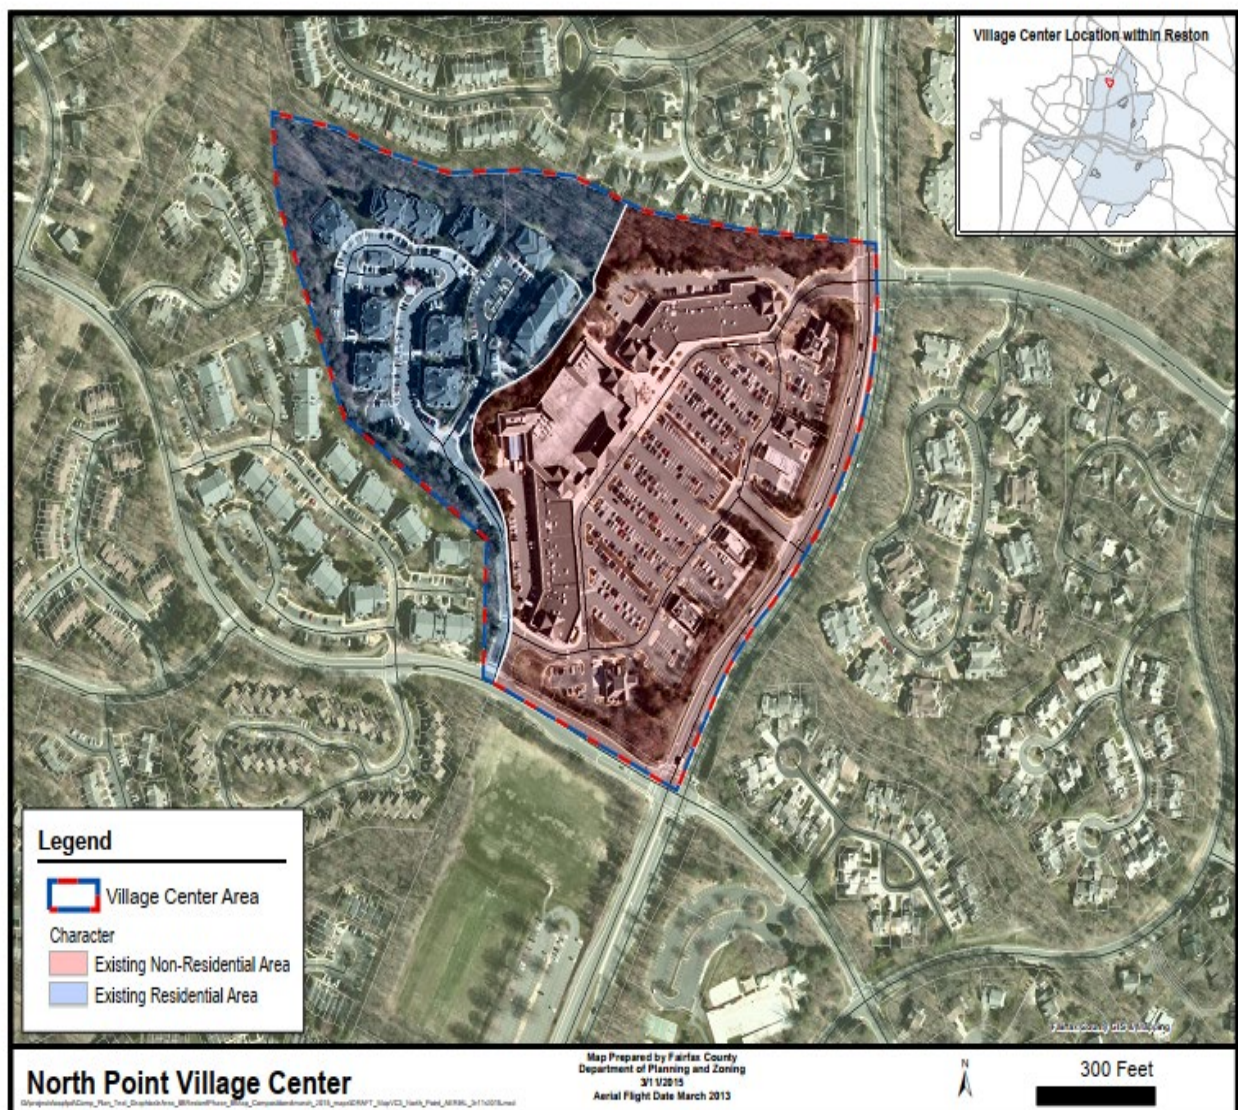 Village Center Location within Reston
Legend
Village Center Area
Character
Existing Non-Residential Area
Existing Residential Area
North Point Village Center
Map Prepared by Fairfax County
Department of Planning and Zoning
3/11/2015
Aerial Flight Date March 2013
N
300 Feet